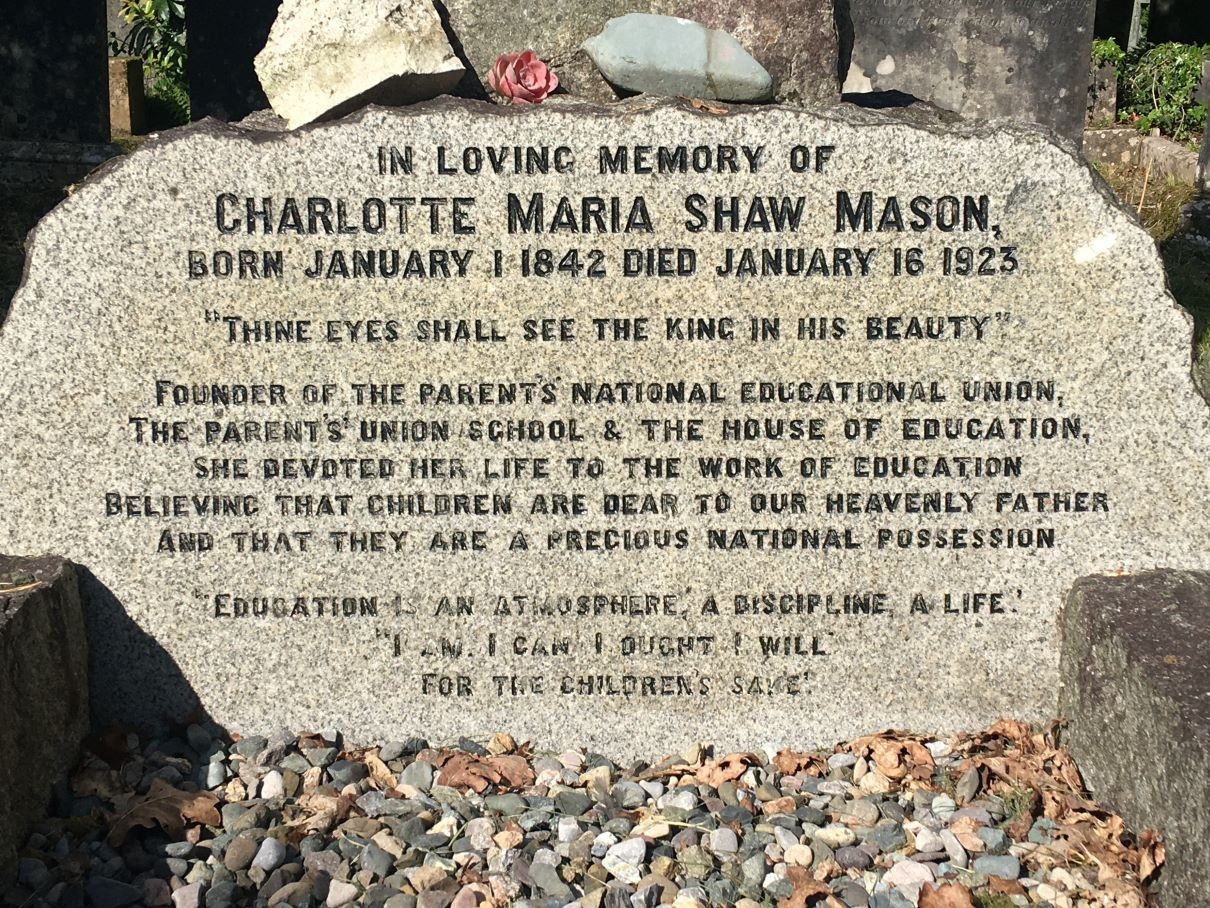 IN LOVING MEMORY OF
CHARLOTTE MARIA SHAW MASON,
BORN JANUARY 1 1842 DIED JANUARY 16 1923
"THINE EYES SHALL SEE THE KING IN HIS BEAUTY"
FOUNDER OF THE PARENT'S NATIONAL EDUCATIONAL UNION,
THE PARENT'S' UNION SCHOOL & THE HOUSE OF EDUCATION,
SHE DEVOTED HER LIFE TO THE WORK OF EDUCATION
BELIEVING THAT CHILDREN ARE DEAR TO OUR HEAVENLY FATHER
AND THAT THEY ARE A PRECIOUS NATIONAL POSSESSION
"EDUCATION IS AN ATMOSPHERE, A DISCIPLINE, A LIFE."
"I AM, I CAN I OUGHT I WILL"
FOR THE CHILDREN'S SAKE"